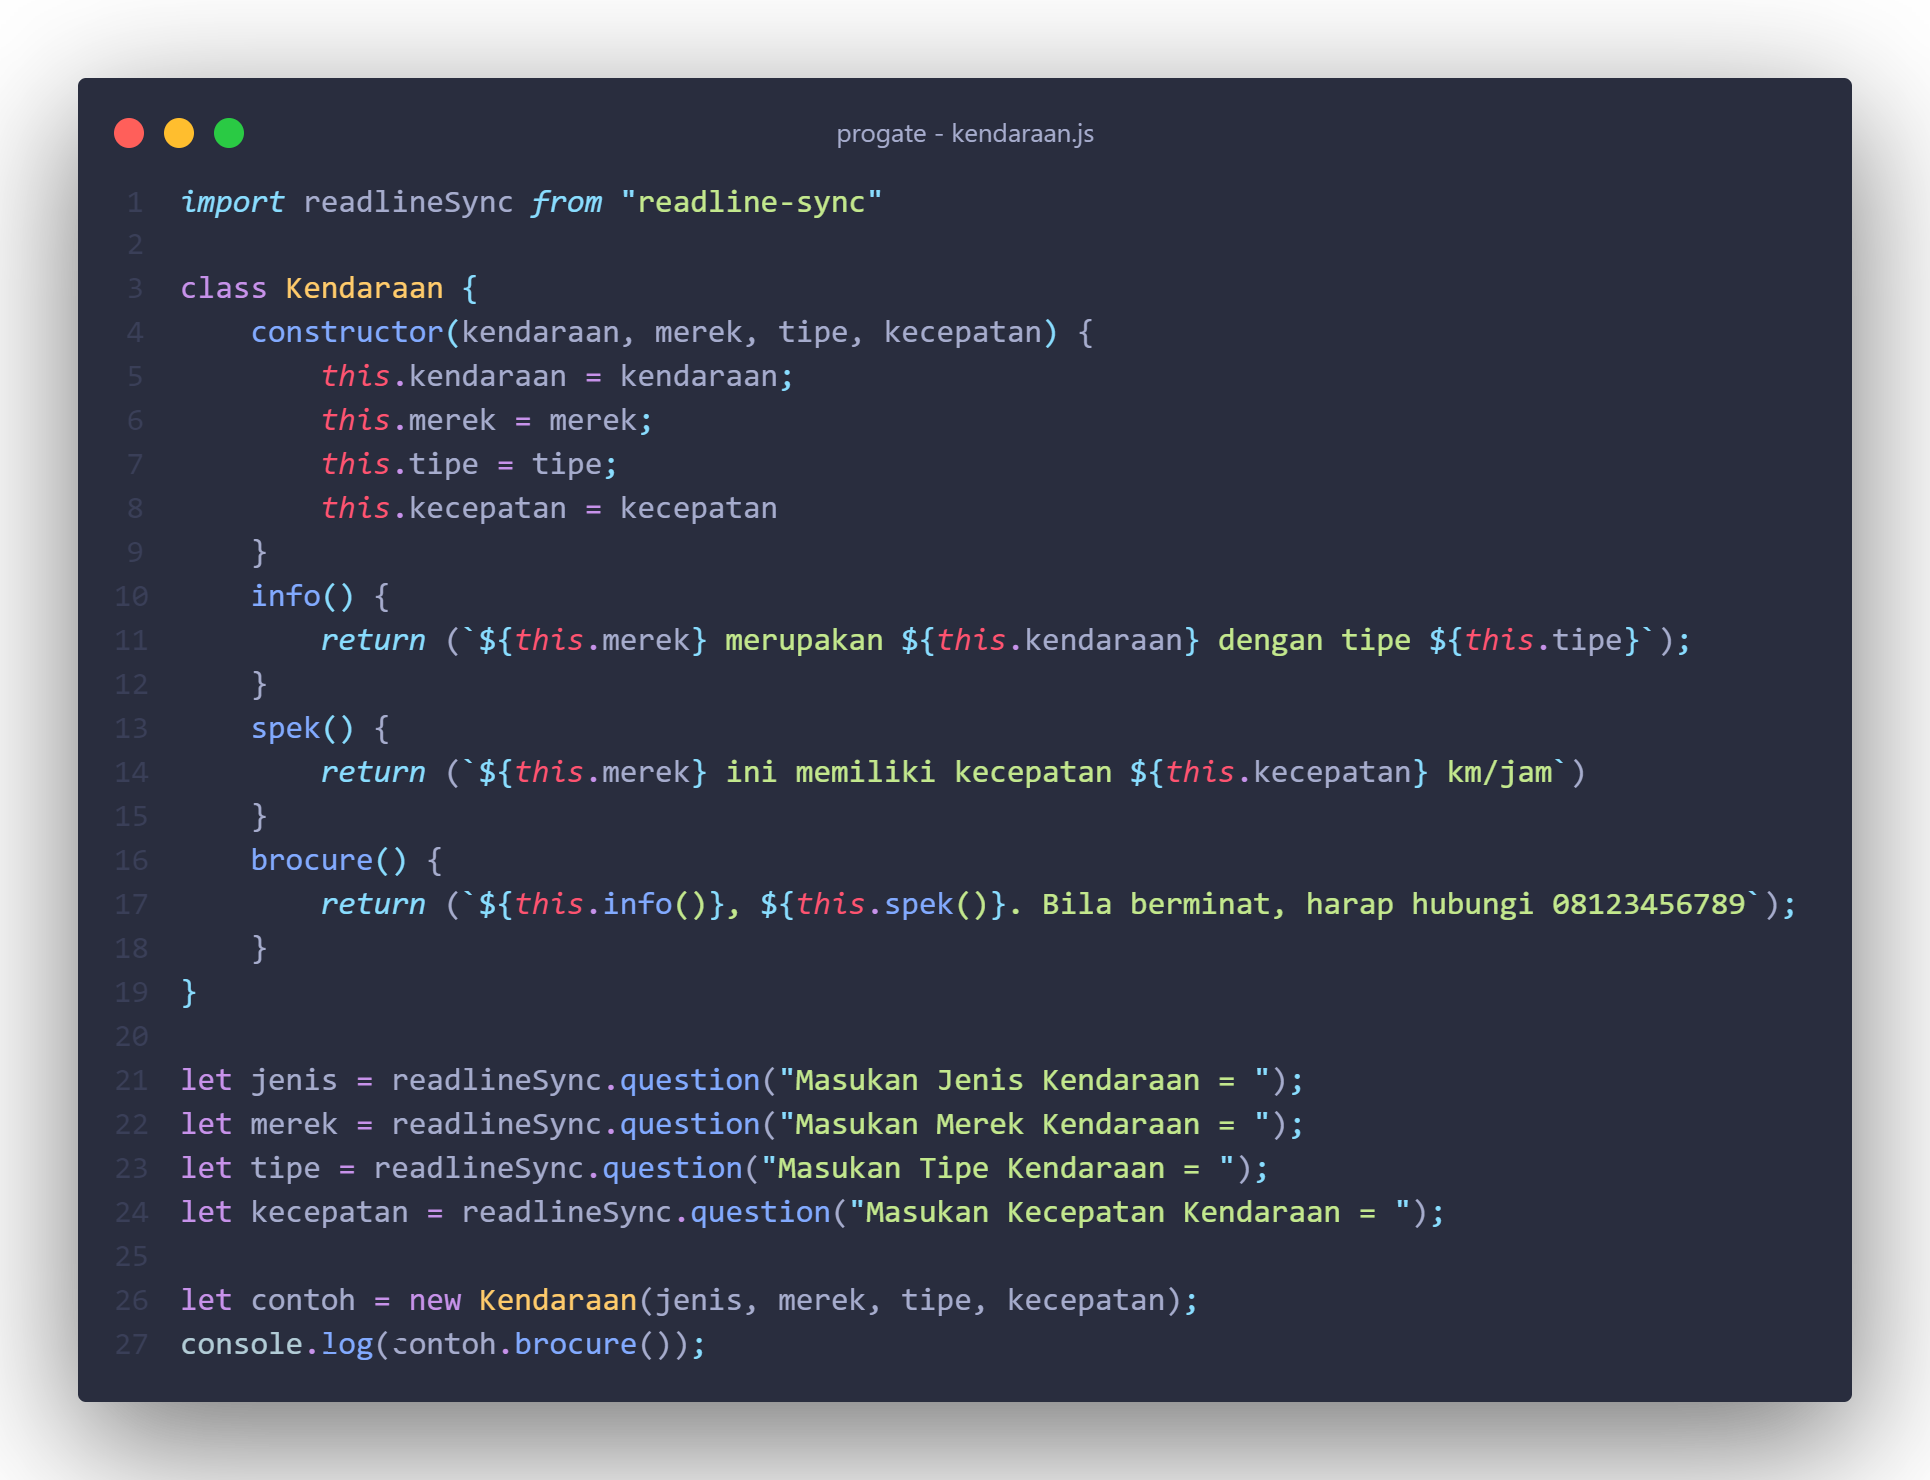 progate - kendaraan.js
1 import readlineSync from "readline-sync"
2
3 class Kendaraan {
4     constructor(kendaraan, merek, tipe, kecepatan) {
5         this.kendaraan = kendaraan;
6         this.merek = merek;
7         this.tipe = tipe;
8         this.kecepatan = kecepatan
9     }
10     info() {
11         return (`${this.merek} merupakan ${this.kendaraan} dengan tipe ${this.tipe}`);
12     }
13     spek() {
14         return (`${this.merek} ini memiliki kecepatan ${this.kecepatan} km/jam`)
15     }
16     brocure() {
17         return (`${this.info()}, ${this.spek()}. Bila berminat, harap hubungi 08123456789`);
18     }
19 }
20
21 let jenis = readlineSync.question("Masukan Jenis Kendaraan = ");
22 let merek = readlineSync.question("Masukan Merek Kendaraan = ");
23 let tipe = readlineSync.question("Masukan Tipe Kendaraan = ");
24 let kecepatan = readlineSync.question("Masukan Kecepatan Kendaraan = ");
25
26 let contoh = new Kendaraan(jenis, merek, tipe, kecepatan);
27 console.log(contoh.brocure());